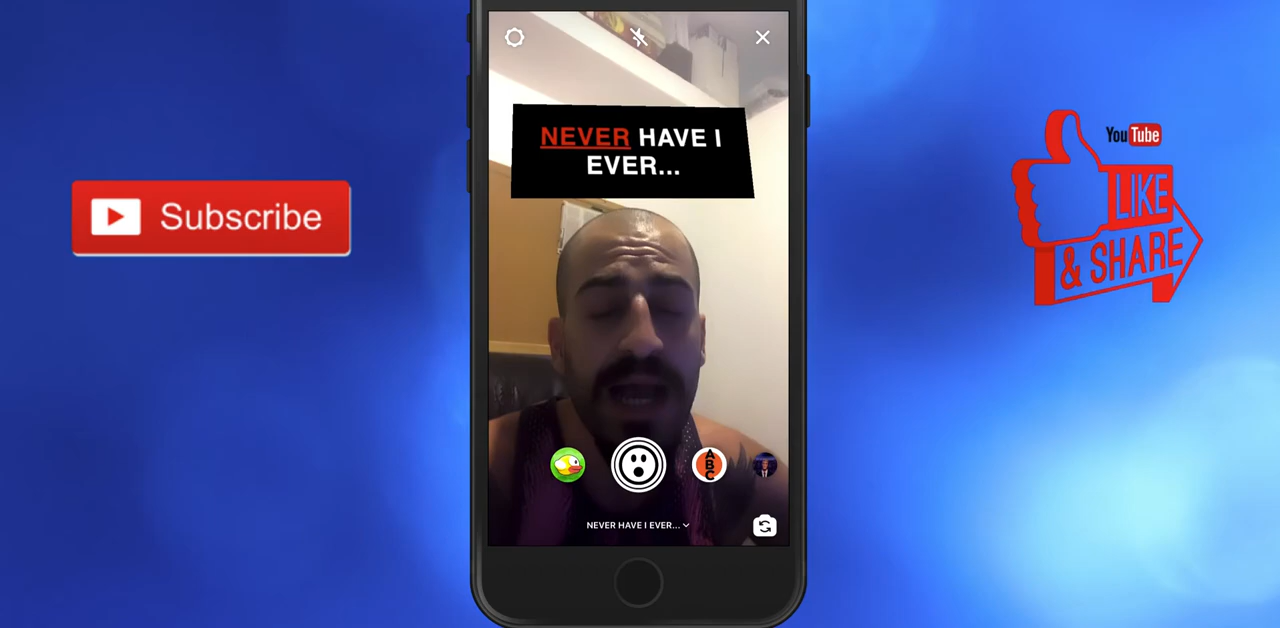 Subscribe
NEVER HAVE I
EVER...
A
B
C
NEVER HAVE I EVER...
YouTube
LIKE
& SHARE